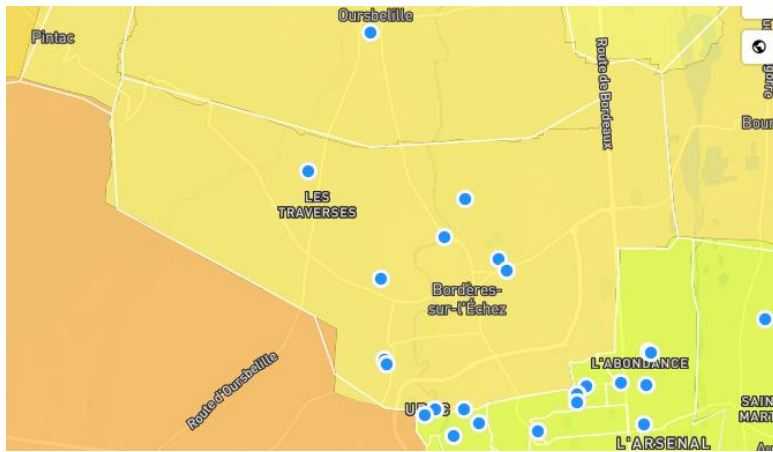 Oursbelille
Pintac
Route de Bordeaux
Bour
LES
TRAVERSES
Bordères-
sur-l'Échez
Route d'Oursbelille
L'ABONDANCE
SAIN
MART
L'ARSENAL